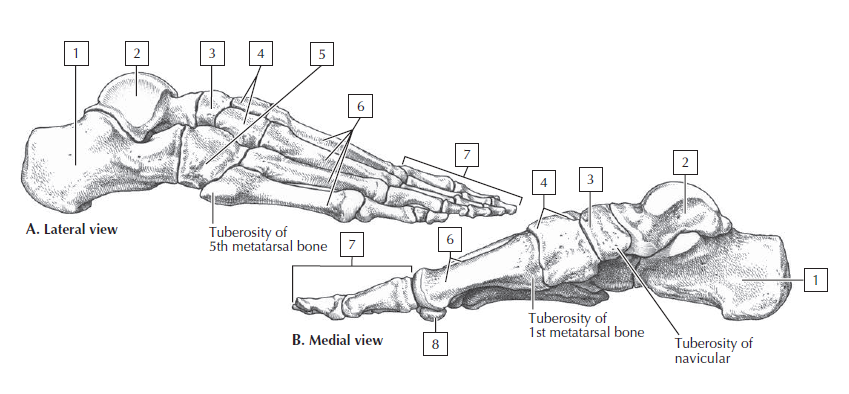 1 2 3 4 5
6
7
A. Lateral view
Tuberosity of
5th metatarsal bone
4 3 2
7 6
1
Tuberosity of
1st metatarsal bone
B. Medial view
8
Tuberosity of
navicular